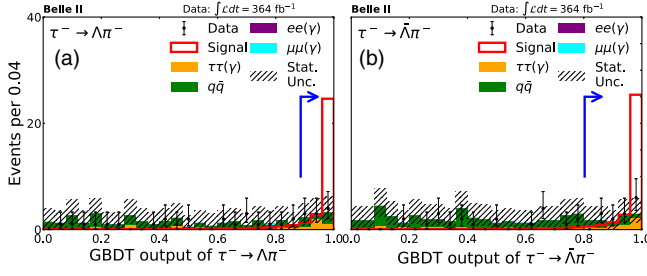 Belle II Data: ∫ℒdt = 364 fb⁻¹
τ⁻ → Λπ⁻
(a)
Data
Signal
ττ(γ)
qq̄
ee(γ)
μμ(γ)
Stat.
Unc.
Events per 0.04
40
20
0
0.0 0.2 0.4 0.6 0.8 1.0
GBDT output of τ⁻ → Λπ⁻
Belle II Data: ∫ℒdt = 364 fb⁻¹
τ⁻ → Λ̄π⁻
(b)
Data
Signal
ττ(γ)
qq̄
ee(γ)
μμ(γ)
Stat.
Unc.
0.0 0.2 0.4 0.6 0.8 1.0
GBDT output of τ⁻ → Λ̄π⁻